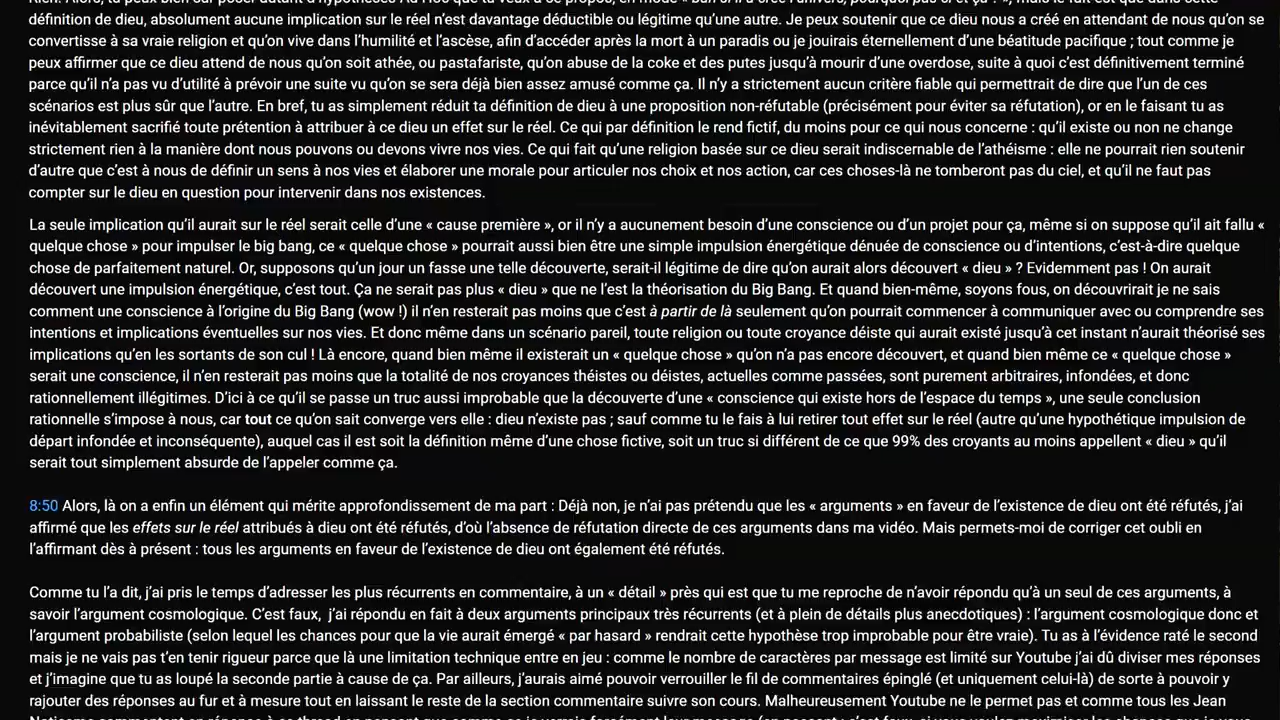 définition de dieu, absolument aucune implication sur le réel n'est davantage déductible ou légitime qu'une autre. Je peux soutenir que ce dieu nous a créé en attendant de nous qu'on se
convertisse à sa vraie religion et qu'on vive dans l'humilité et l'ascèse, afin d'accéder après la mort à un paradis ou je jouirais éternellement d'une béatitude pacifique ; tout comme je
peux affirmer que ce dieu attend de nous qu'on soit athée, ou pastafariste, qu'on abuse de la coke et des putes jusqu'à mourir d'une overdose, suite à quoi c'est définitivement terminé
parce qu'il n'a pas vu d'utilité à prévoir une suite vu qu'on se sera déjà bien assez amusé comme ça. Il n'y a strictement aucun critère fiable qui permettrait de dire que l'un de ces
scénarios est plus sûr que l'autre. En bref, tu as simplement réduit ta définition de dieu à une proposition non-réfutable (précisément pour éviter sa réfutation), or en le faisant tu as
inévitablement sacrifié toute prétention à attribuer à ce dieu un effet sur le réel. Ce qui par définition le rend fictif, du moins pour ce qui nous concerne : qu'il existe ou non ne change
strictement rien à la manière dont nous pouvons ou devons vivre nos vies. Ce qui fait qu'une religion basée sur ce dieu serait indiscernable de l'athéisme : elle ne pourrait rien soutenir
d'autre que c'est à nous de définir un sens à nos vies et élaborer une morale pour articuler nos choix et nos action, car ces choses-là ne tomberont pas du ciel, et qu'il ne faut pas
compter sur le dieu en question pour intervenir dans nos existences.
La seule implication qu'il aurait sur le réel serait celle d'une « cause première », or il n'y a aucunement besoin d'une conscience ou d'un projet pour ça, même si on suppose qu'il ait fallu «
quelque chose » pour impulser le big bang, ce « quelque chose » pourrait aussi bien être une simple impulsion énergétique dénuée de conscience ou d'intentions, c'est-à-dire quelque
chose de parfaitement naturel. Or, supposons qu'un jour un fasse une telle découverte, serait-il légitime de dire qu'on aurait alors découvert « dieu » ? Evidemment pas ! On aurait
découvert une impulsion énergétique, c'est tout. Ça ne serait pas plus « dieu » que ne l'est la théorisation du Big Bang. Et quand bien-même, soyons fous, on découvrirait je ne sais
comment une conscience à l'origine du Big Bang (wow !) il n'en resterait pas moins que c'est à partir de là seulement qu'on pourrait commencer à communiquer avec ou comprendre ses
intentions et implications éventuelles sur nos vies. Et donc même dans un scénario pareil, toute religion ou toute croyance déiste qui aurait existé jusqu'à cet instant n'aurait théorisé ses
implications qu'en les sortants de son cul ! Là encore, quand bien même il existerait un « quelque chose » qu'on n'a pas encore découvert, et quand bien même ce « quelque chose »
serait une conscience, il n'en resterait pas moins que la totalité de nos croyances théistes ou déistes, actuelles comme passées, sont purement arbitraires, infondées, et donc
rationnellement illégitimes. D'ici à ce qu'il se passe un truc aussi improbable que la découverte d'une « conscience qui existe hors de l'espace du temps », une seule conclusion
rationnelle s'impose à nous, car tout ce qu'on sait converge vers elle : dieu n'existe pas ; sauf comme tu le fais à lui retirer tout effet sur le réel (autre qu'une hypothétique impulsion de
départ infondée et inconséquente), auquel cas il est soit la définition même d'une chose fictive, soit un truc si différent de ce que 99% des croyants au moins appellent « dieu » qu'il
serait tout simplement absurde de l'appeler comme ça.
8:50 Alors, là on a enfin un élément qui mérite approfondissement de ma part : Déjà non, je n'ai pas prétendu que les « arguments » en faveur de l'existence de dieu ont été réfutés, j'ai
affirmé que les effets sur le réel attribués à dieu ont été réfutés, d'où l'absence de réfutation directe de ces arguments dans ma vidéo. Mais permets-moi de corriger cet oubli en
l'affirmant dès à présent : tous les arguments en faveur de l'existence de dieu ont également été réfutés.
Comme tu l'a dit, j'ai pris le temps d'adresser les plus récurrents en commentaire, à un « détail » près qui est que tu me reproche de n'avoir répondu qu'à un seul de ces arguments, à
savoir l'argument cosmologique. C'est faux, j'ai répondu en fait à deux arguments principaux très récurrents (et à plein de détails plus anecdotiques) : l'argument cosmologique donc et
l'argument probabiliste (selon lequel les chances pour que la vie aurait émergé « par hasard » rendrait cette hypothèse trop improbable pour être vraie). Tu as à l'évidence raté le second
mais je ne vais pas t'en tenir rigueur parce que là une limitation technique entre en jeu : comme le nombre de caractères par message est limité sur Youtube j'ai dû diviser mes réponses
et j'imagine que tu as loupé la seconde partie à cause de ça. Par ailleurs, j'aurais aimé pouvoir verrouiller le fil de commentaires épinglé (et uniquement celui-là) de sorte à pouvoir y
rajouter des réponses au fur et à mesure tout en laissant le reste de la section commentaire suivre son cours. Malheureusement Youtube ne le permet pas et comme tous les Jean